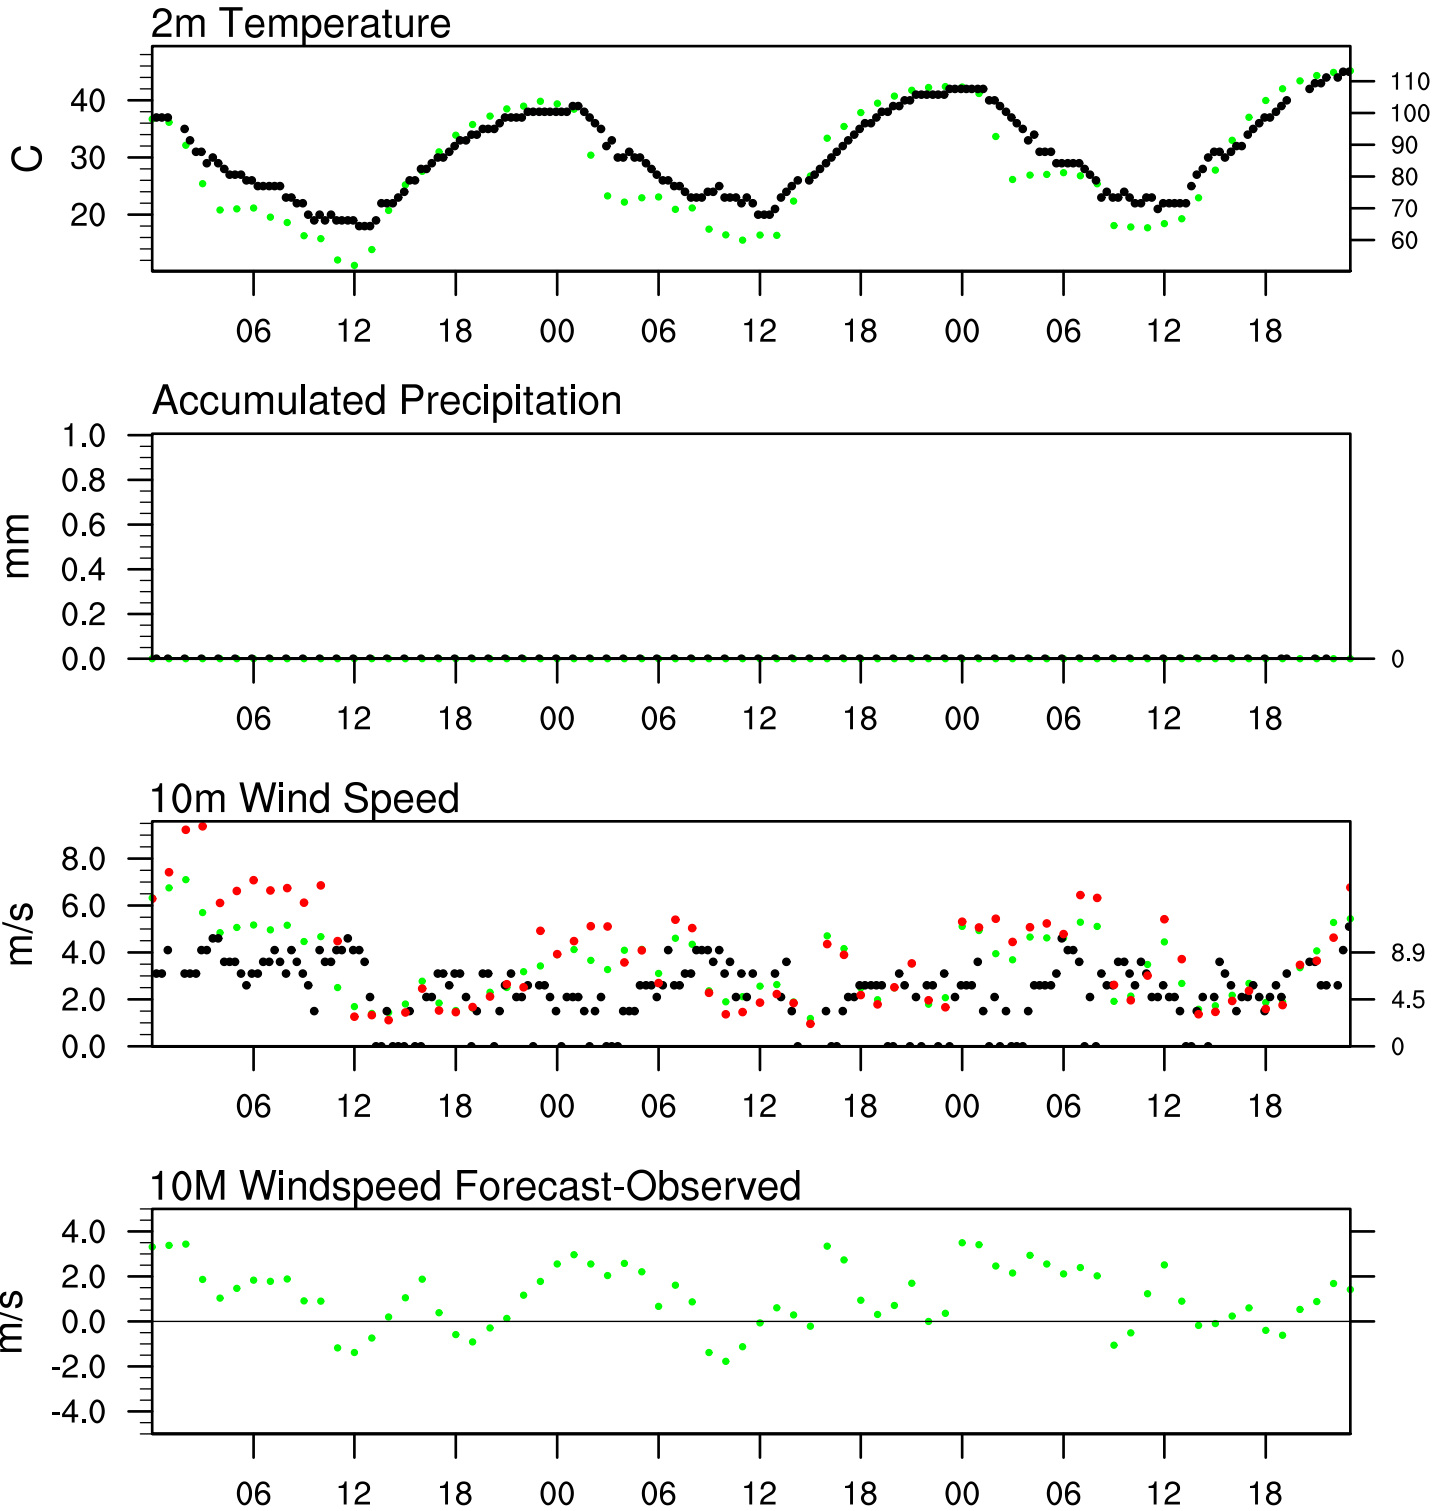 2m Temperature
40
30
20
C
110
100
90
80
70
60
06 12 18 00 06 12 18 00 06 12 18
Accumulated Precipitation
1.0
0.8
0.6
0.4
0.2
0.0
mm
0
06 12 18 00 06 12 18 00 06 12 18
10m Wind Speed
8.0
6.0
4.0
2.0
0.0
m/s
8.9
4.5
0
06 12 18 00 06 12 18 00 06 12 18
10M Windspeed Forecast-Observed
4.0
2.0
0.0
-2.0
-4.0
m/s
06 12 18 00 06 12 18 00 06 12 18